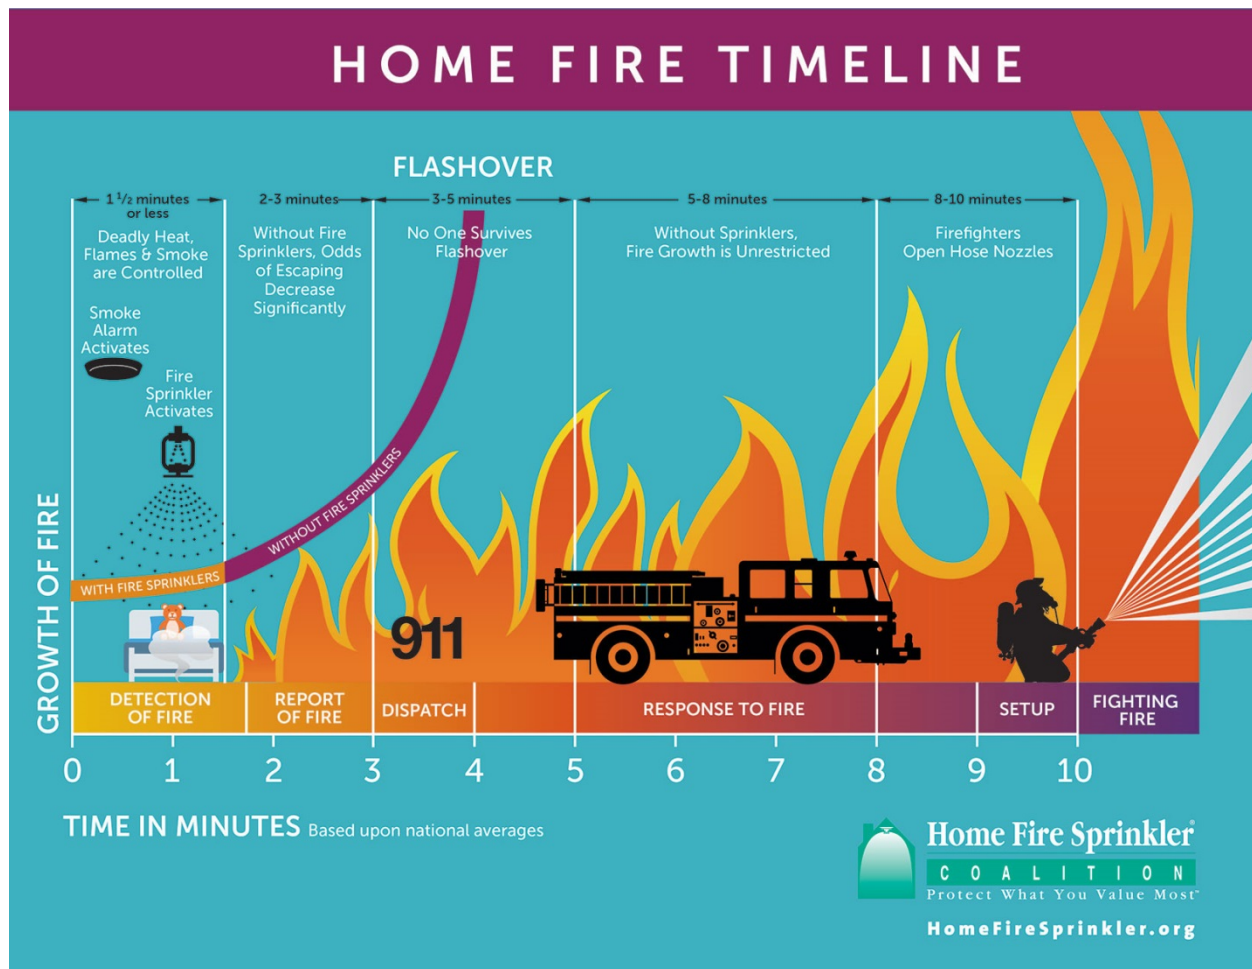 HOME FIRE TIMELINE
FLASHOVER
1 1/2 minutes
or less
Deadly Heat,
Flames & Smoke
are Controlled
Smoke
Alarm
Activates
Fire
Sprinkler
Activates
2-3 minutes
Without Fire
Sprinklers, Odds
of Escaping
Decrease
Significantly
3-5 minutes
No One Survives
Flashover
5-8 minutes
Without Sprinklers,
Fire Growth is Unrestricted
8-10 minutes
Firefighters
Open Hose Nozzles
GROWTH OF FIRE
WITH FIRE SPRINKLERS
WITHOUT FIRE SPRINKLERS
911
DETECTION
OF FIRE
REPORT
OF FIRE
DISPATCH
RESPONSE TO FIRE
SETUP
FIGHTING
FIRE
0 1 2 3 4 5 6 7 8 9 10
TIME IN MINUTES Based upon national averages
Home Fire Sprinkler®
COALITION
Protect What You Value Most™
HomeFireSprinkler.org